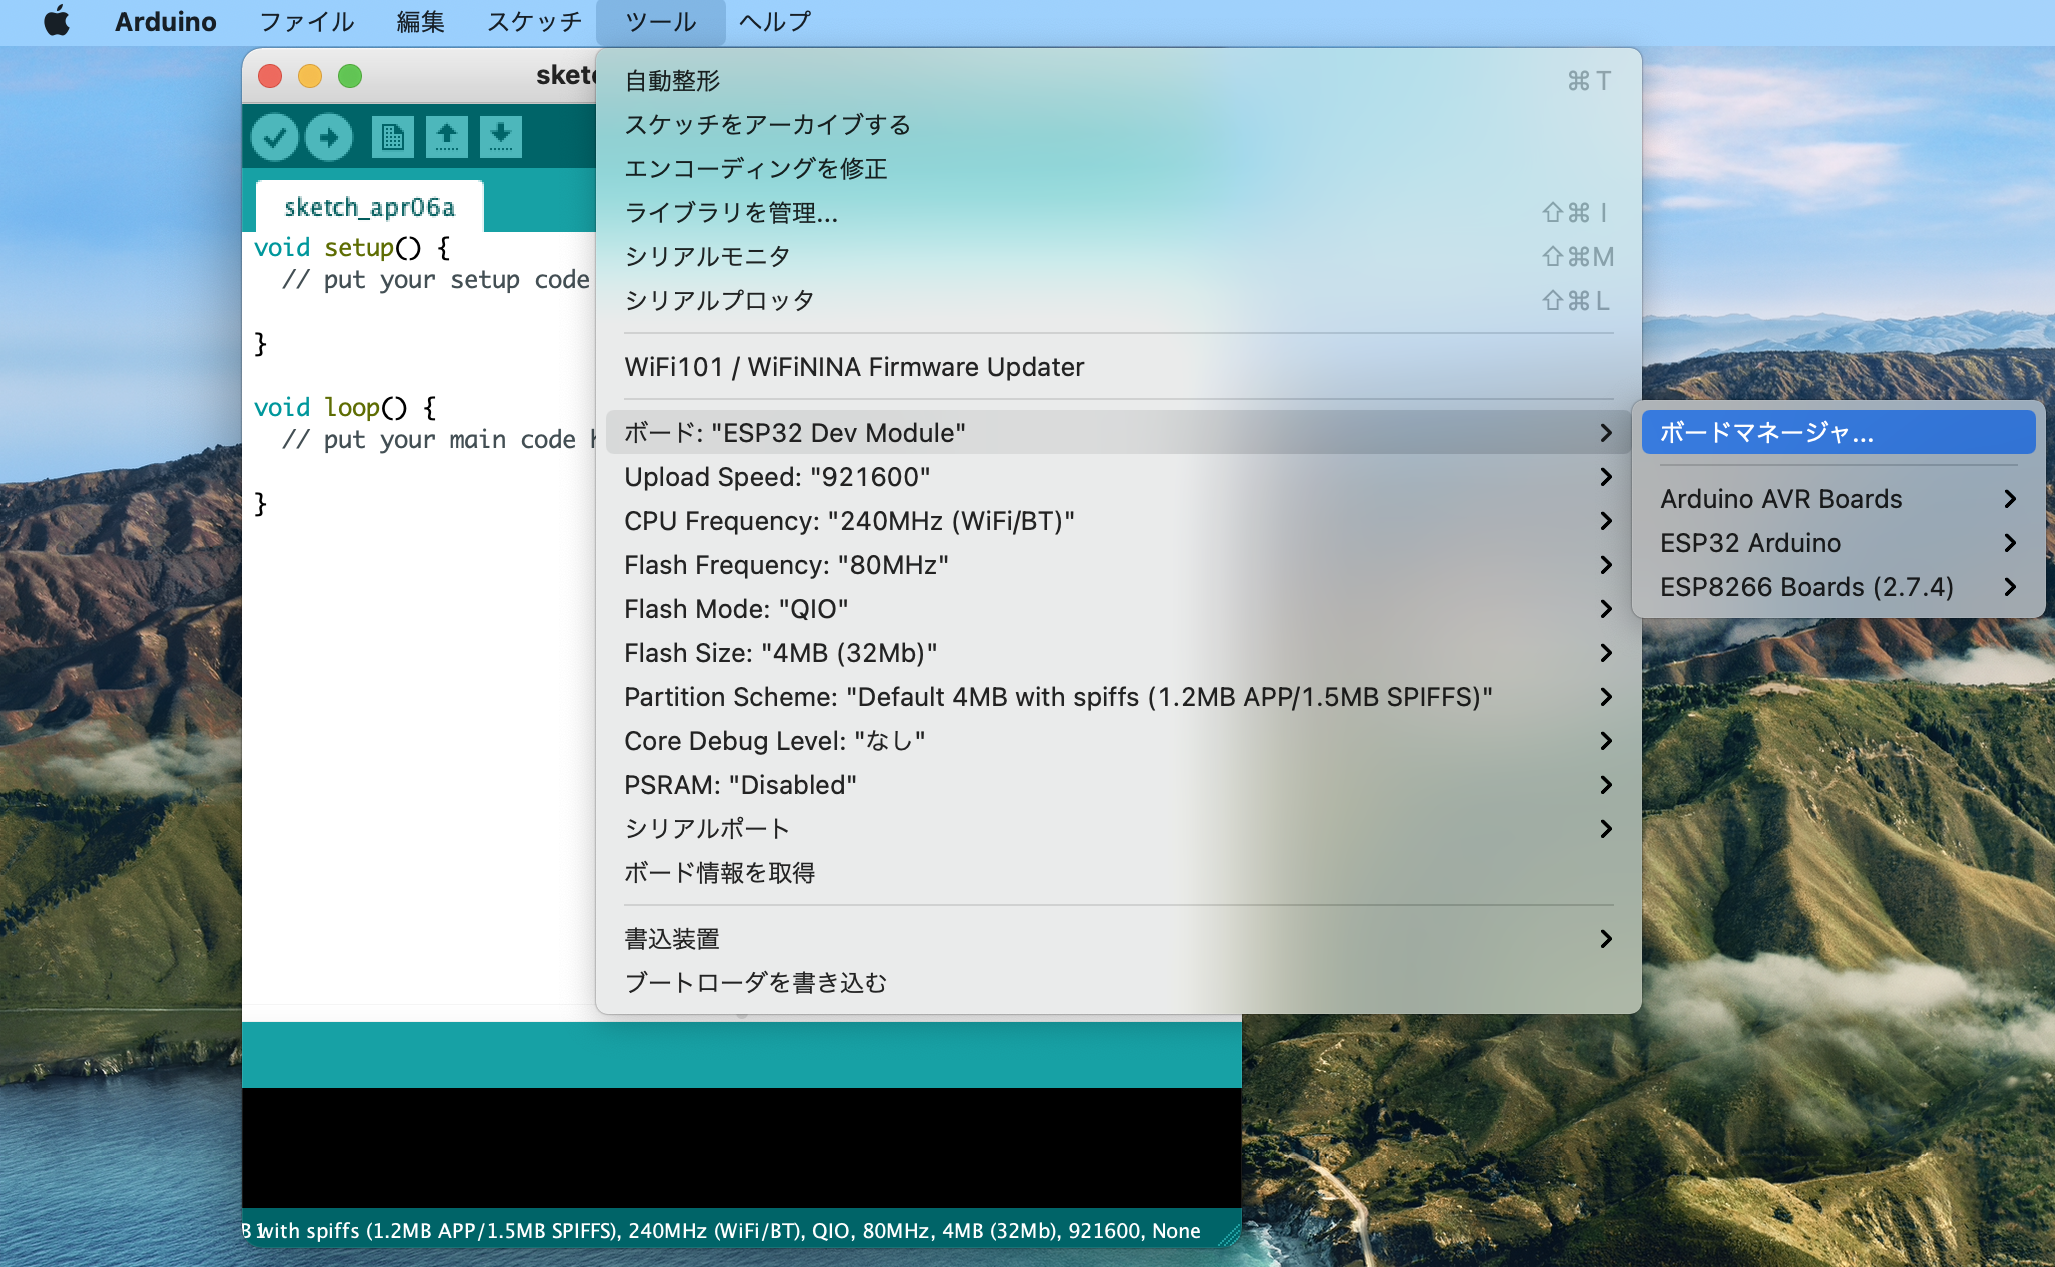 Arduino ファイル 編集 スケッチ ツール ヘルプ
sketch_apr06a
void setup() {
// put your setup code
}
void loop() {
// put your main code
}
自動整形 ⌘T
スケッチをアーカイブする
エンコーディングを修正
ライブラリを管理... ⇧⌘I
シリアルモニタ ⇧⌘M
シリアルプロッタ ⇧⌘L
WiFi101 / WiFiNINA Firmware Updater
ボード: "ESP32 Dev Module"
Upload Speed: "921600"
CPU Frequency: "240MHz (WiFi/BT)"
Flash Frequency: "80MHz"
Flash Mode: "QIO"
Flash Size: "4MB (32Mb)"
Partition Scheme: "Default 4MB with spiffs (1.2MB APP/1.5MB SPIFFS)"
Core Debug Level: "なし"
PSRAM: "Disabled"
シリアルポート
ボード情報を取得
書込装置
ブートローダを書き込む
ボードマネージャ...
Arduino AVR Boards
ESP32 Arduino
ESP8266 Boards (2.7.4)
with spiffs (1.2MB APP/1.5MB SPIFFS), 240MHz (WiFi/BT), QIO, 80MHz, 4MB (32Mb), 921600, None